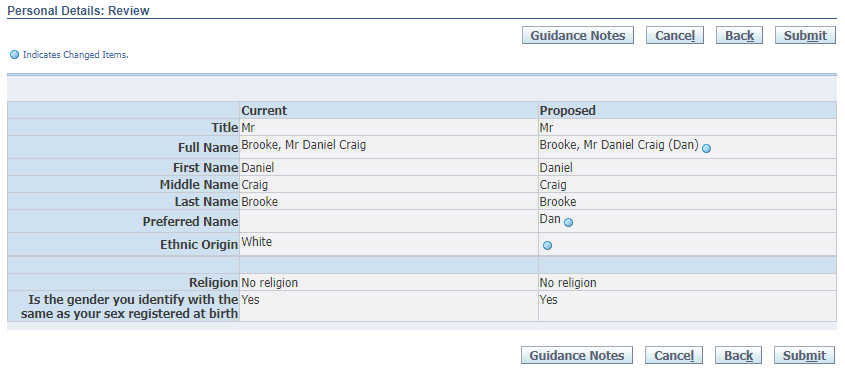 Personal Details: Review
Guidance Notes Cancel Back Submit
Indicates Changed Items.
Current Proposed
Title Mr Mr
Full Name Brooke, Mr Daniel Craig Brooke, Mr Daniel Craig (Dan)
First Name Daniel Daniel
Middle Name Craig Craig
Last Name Brooke Brooke
Preferred Name Dan
Ethnic Origin White
Religion No religion No religion
Is the gender you identify with the Yes Yes
same as your sex registered at birth
Guidance Notes Cancel Back Submit